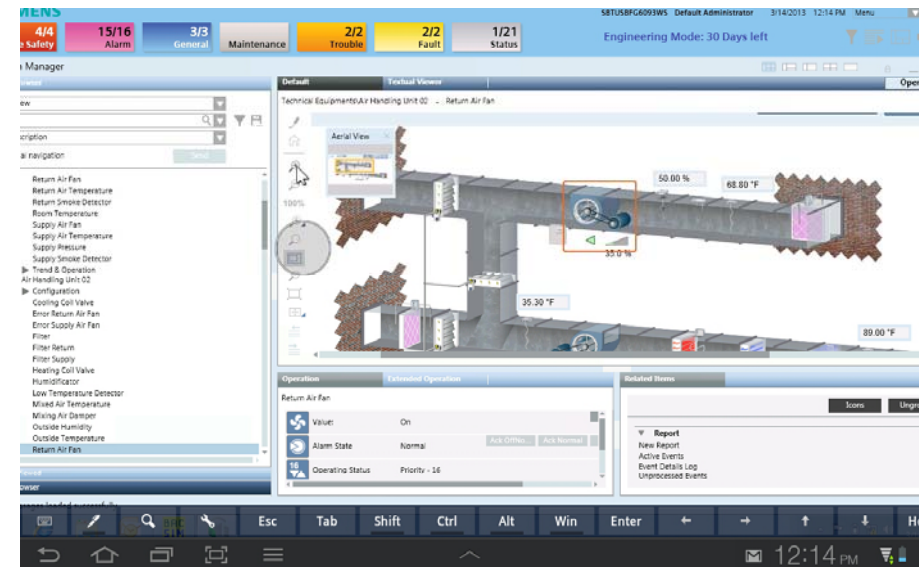 MENS
SBTUSBFG6093WS Default Administrator 3/14/2013 12:14 PM Menu
4/4
e Safety
15/16
Alarm
3/3
General
Maintenance
2/2
Trouble
2/2
Fault
1/21
Status
Engineering Mode: 30 Days left
Manager
Default Textual Viewer
Oper
Technical Equipments\Air Handling Unit 02 - Return Air Fan
ew
cription
al navigation
Send
Return Air Fan
Return Air Temperature
Return Smoke Detector
Room Temperature
Supply Air Fan
Supply Air Temperature
Supply Pressure
Supply Smoke Detector
Trend & Operation
Air Handling Unit 02
Configuration
Cooling Coil Valve
Error Return Air Fan
Error Supply Air Fan
Filter
Filter Return
Filter Supply
Heating Coil Valve
Humidificator
Low Temperature Detector
Mixed Air Temperature
Mixing Air Damper
Outside Humidity
Outside Temperature
Return Air Fan
owser
Aerial View
100%
50.00 %
68.80 °F
35.0 %
35.30 °F
89.00 °F
Operation Extended Operation
Return Air Fan
Value: On
Alarm State Normal
Ack Normal
16
Operating Status Priority - 16
Related Items
Icons Ungro
Report
New Report
Active Events
Event Details Log
Unprocessed Events
Esc Tab Shift Ctrl Alt Win Enter
12:14 PM